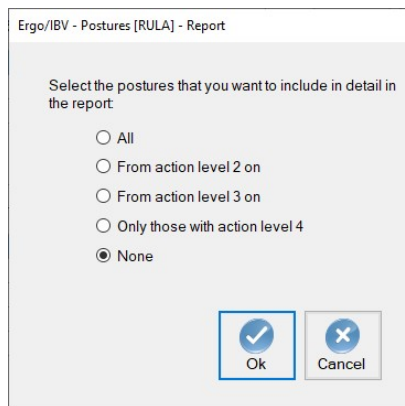 Ergo/IBV - Postures [RULA] - Report
Select the postures that you want to include in detail in
the report:
All
From action level 2 on
From action level 3 on
Only those with action level 4
None
Ok
Cancel